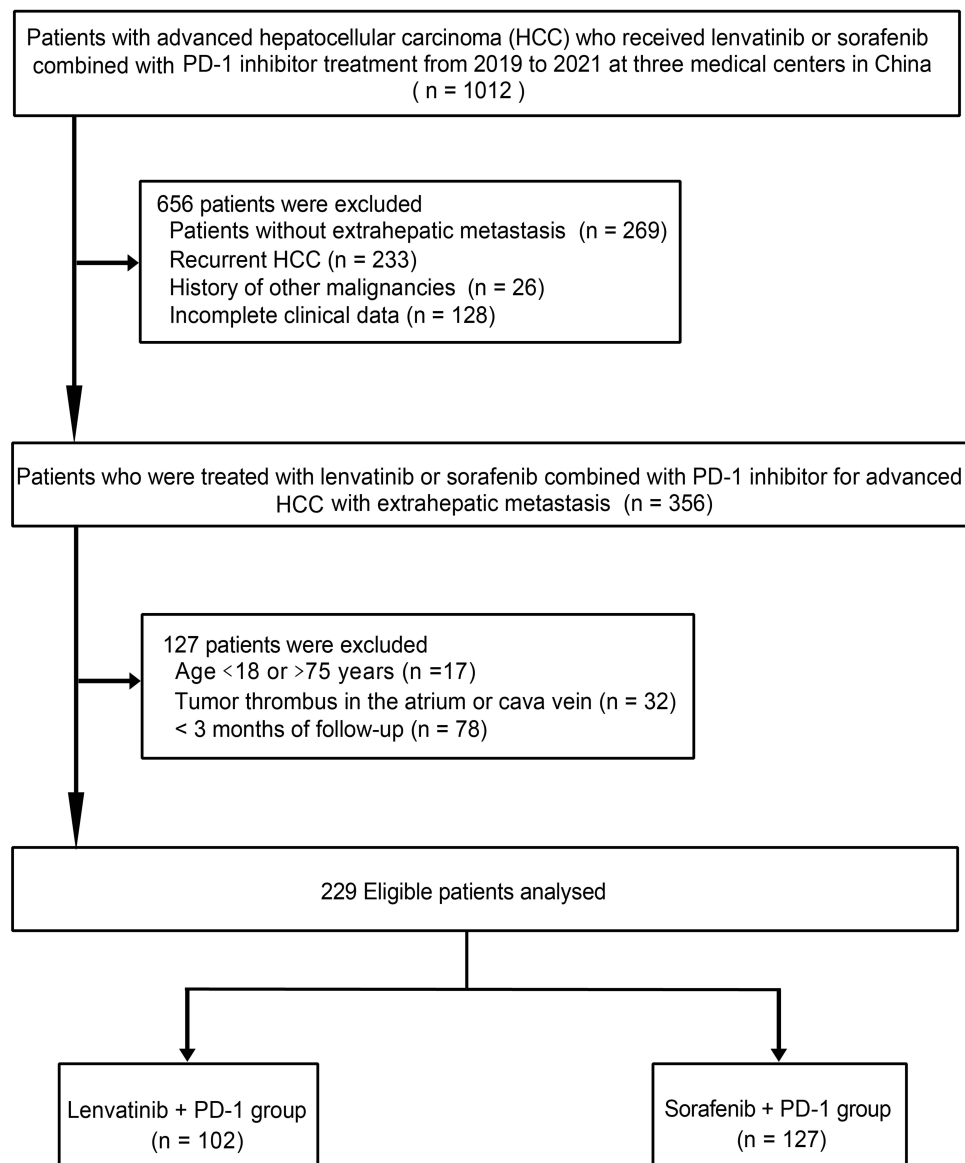 Patients with advanced hepatocellular carcinoma (HCC) who received lenvatinib or sorafenib
combined with PD-1 inhibitor treatment from 2019 to 2021 at three medical centers in China
( n = 1012 )
656 patients were excluded
Patients without extrahepatic metastasis (n = 269)
Recurrent HCC (n = 233)
History of other malignancies (n = 26)
Incomplete clinical data (n = 128)
Patients who were treated with lenvatinib or sorafenib combined with PD-1 inhibitor for advanced
HCC with extrahepatic metastasis (n = 356)
127 patients were excluded
Age <18 or >75 years (n =17)
Tumor thrombus in the atrium or cava vein (n = 32)
< 3 months of follow-up (n = 78)
229 Eligible patients analysed
Lenvatinib + PD-1 group
(n = 102)
Sorafenib + PD-1 group
(n = 127)